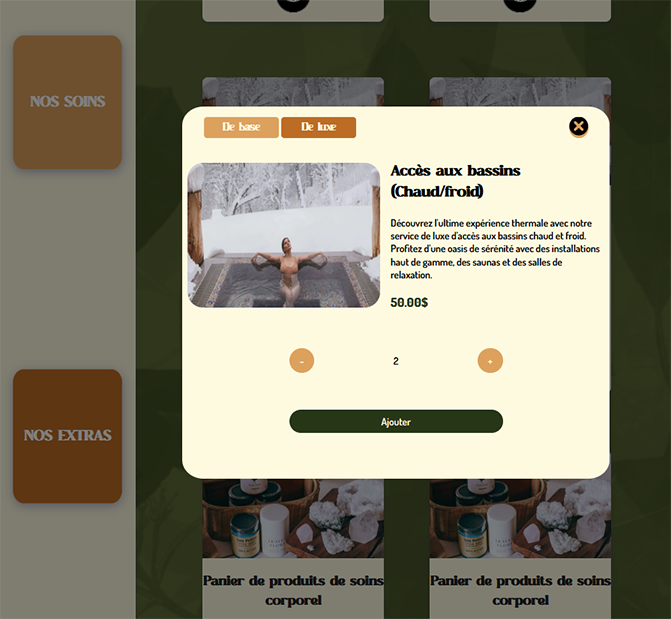 NOS SOINS
De base
De luxe
Accès aux bassins
(Chaud/froid)
Découvrez l'ultime expérience thermale avec notre
service de luxe d'accès aux bassins chaud et froid.
Profitez d'une oasis de sérénité avec des installations
haut de gamme, des saunas et des salles de
relaxation.
50.00$
-
2
+
Ajouter
NOS EXTRAS
Panier de produits de soins
corporel
Panier de produits de soins
corporel